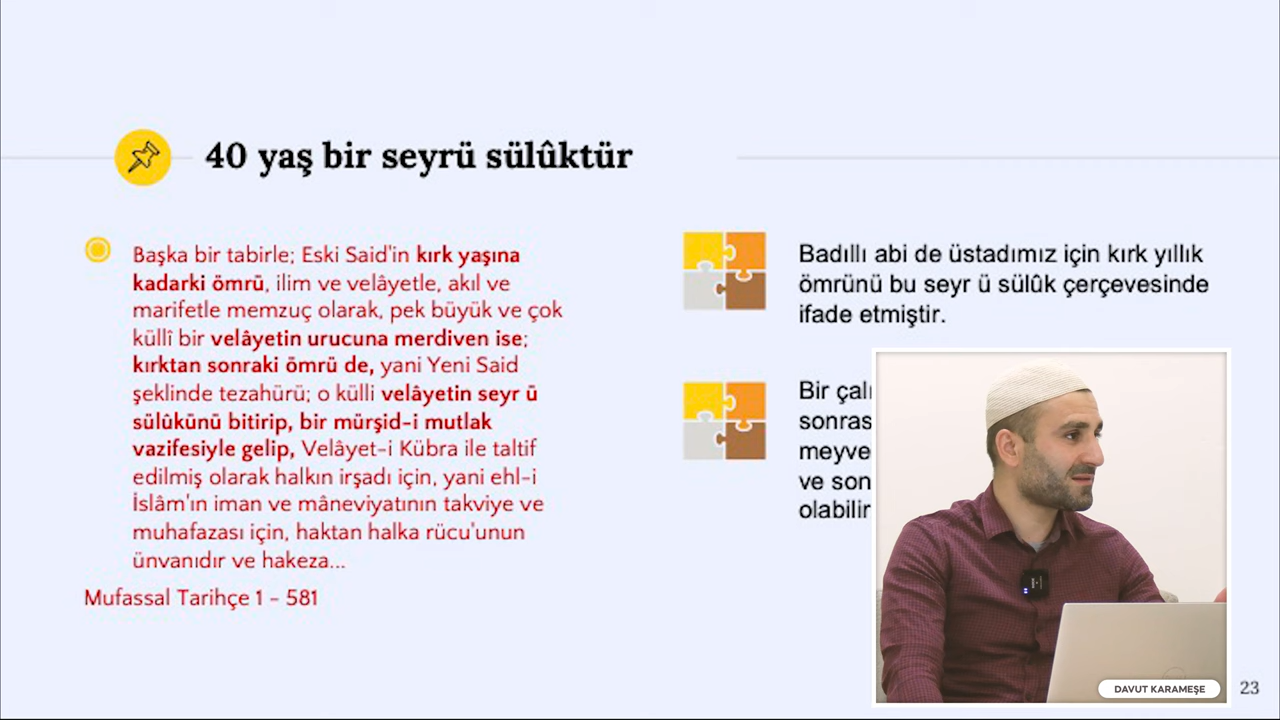 40 yaş bir seyrü sülûktür
Başka bir tabirle; Eski Said'in kırk yaşına
kadarki ömrü, ilim ve velâyetle, akıl ve
marifetle memzuç olarak, pek büyük ve çok
küllî bir velâyetin urucuna merdiven ise;
kırktan sonraki ömrü de, yani Yeni Said
şeklinde tezahürü; o külli velâyetin seyr ü
sülûkünü bitirip, bir mürşid-i mutlak
vazifesiyle gelip, Velâyet-i Kübra ile taltif
edilmiş olarak halkın irşadı için, yani ehl-i
İslâm'ın iman ve mâneviyatının takviye ve
muhafazası için, haktan halka rücu'unun
ünvanıdır ve hakeza...
Mufassal Tarihçe 1 - 581
Badıllı abi de üstadımız için kırk yıllık
ömrünü bu seyr ü sülûk çerçevesinde
ifade etmiştir.
Bir
meyve
ve son
olabilir
DAVUT KARAMEŞE
23